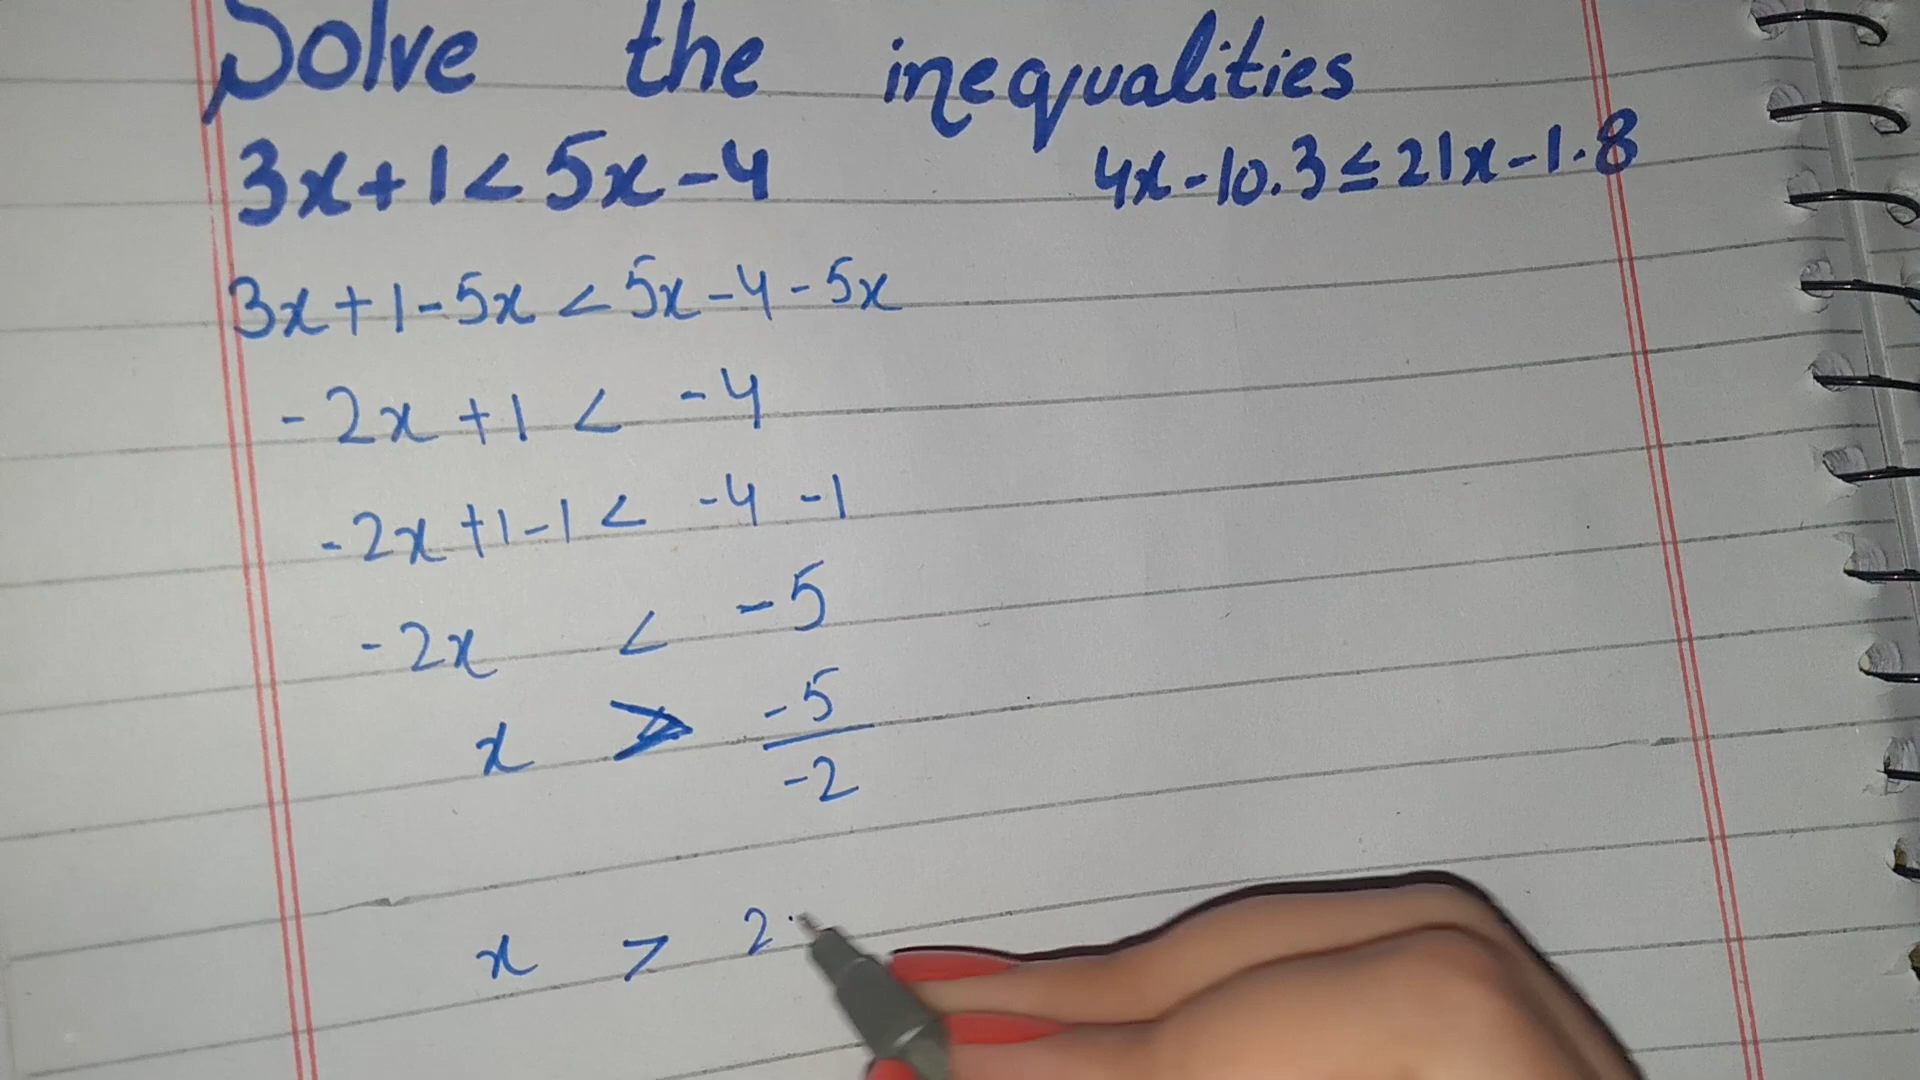 Solve the inequalities
3x+1<5x-4
4x-10.3≤21x-1.8
3x+1-5x<5x-4-5x
-2x+1<-4
-2x+1-1<-4-1
-2x<-5
x>-5/-2
x>2.